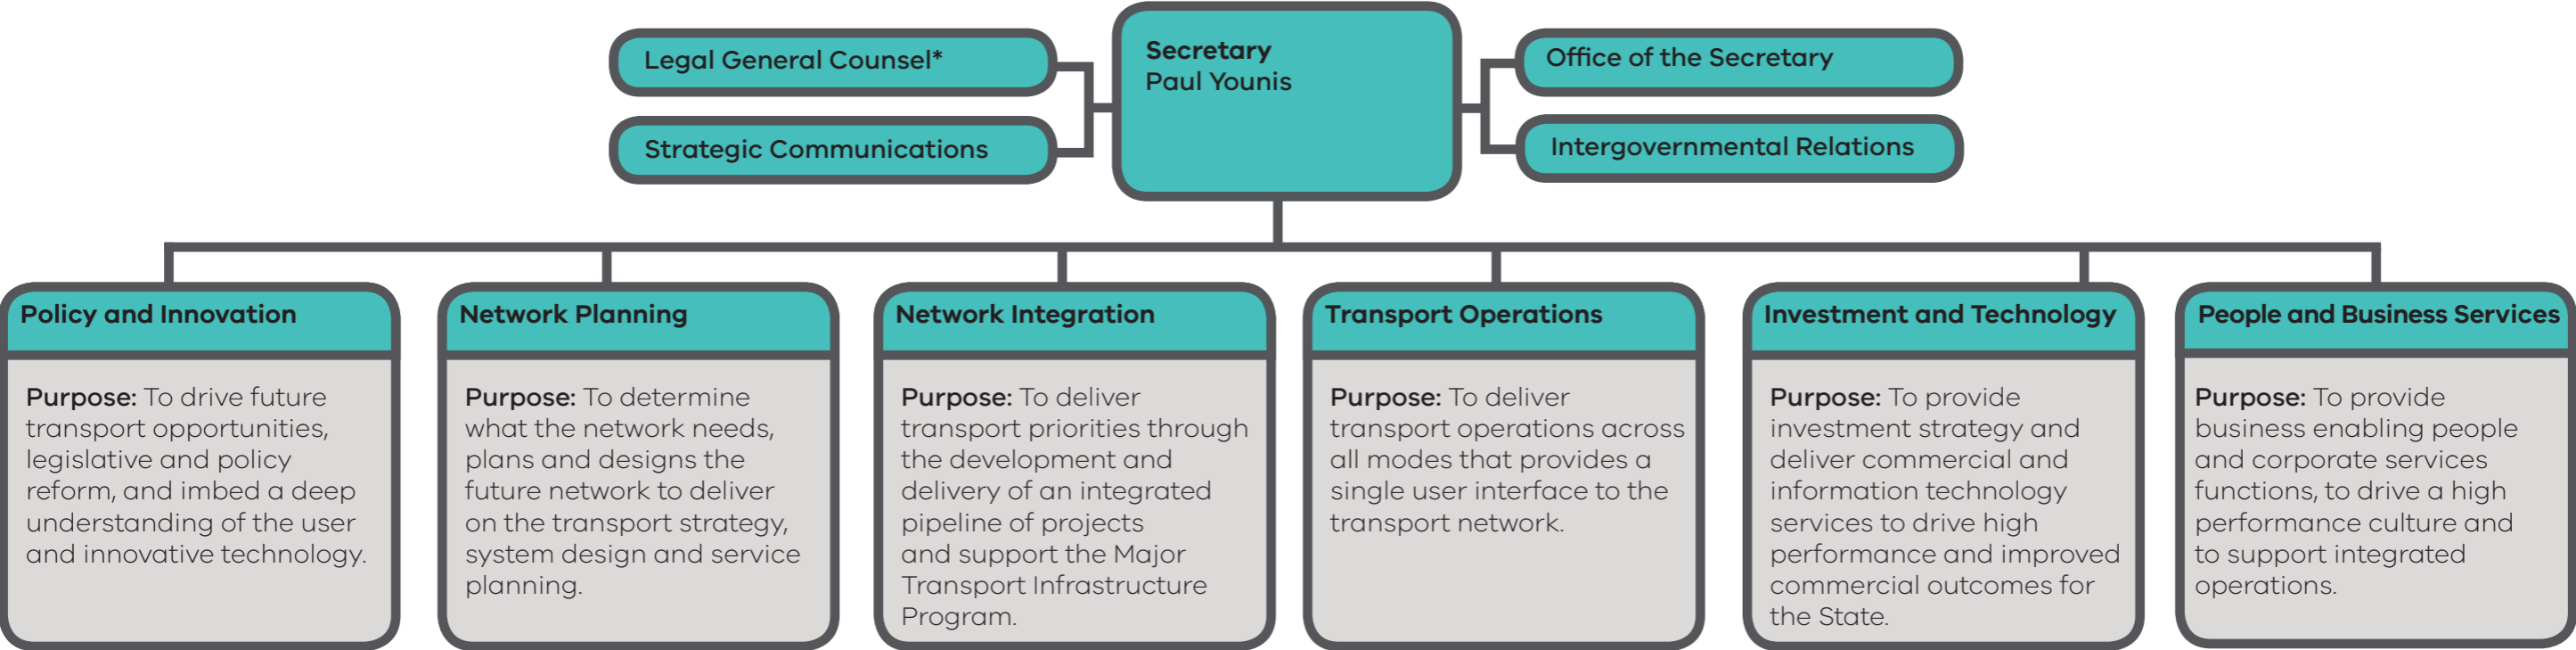 Legal General Counsel*
Strategic Communications
Secretary
Paul Younis
Office of the Secretary
Intergovernmental Relations
Policy and Innovation
Purpose: To drive future
transport opportunities,
legislative and policy
reform, and imbed a deep
understanding of the user
and innovative technology.
Network Planning
Purpose: To determine
what the network needs,
plans and designs the
future network to deliver
on the transport strategy,
system design and service
planning.
Network Integration
Purpose: To deliver
transport priorities through
the development and
delivery of an integrated
pipeline of projects
and support the Major
Transport Infrastructure
Program.
Transport Operations
Purpose: To deliver
transport operations across
all modes that provides a
single user interface to the
transport network.
Investment and Technology
Purpose: To provide
investment strategy and
deliver commercial and
information technology
services to drive high
performance and improved
commercial outcomes for
the State.
People and Business Services
Purpose: To provide
business enabling people
and corporate services
functions, to drive a high
performance culture and
to support integrated
operations.